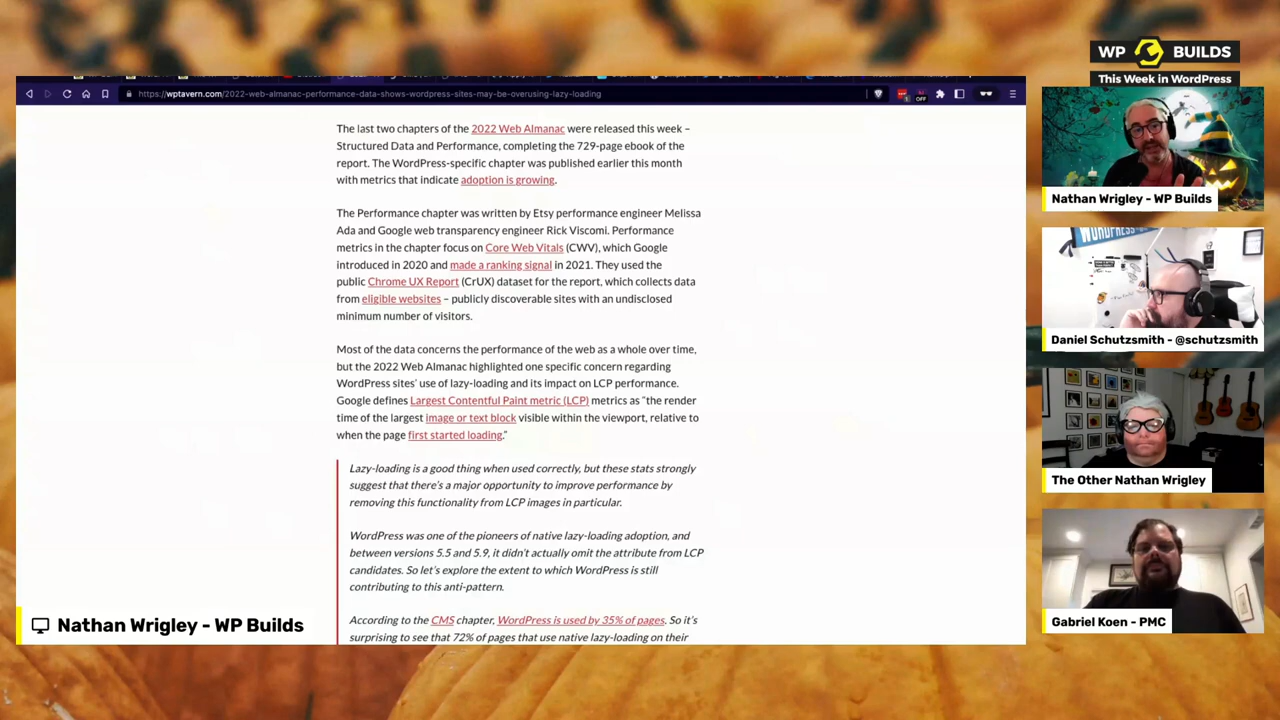 https://wptavern.com/2022-web-almanac-performance-data-shows-wordpress-sites-may-be-overusing-lazy-loading
The last two chapters of the 2022 Web Almanac were released this week –
Structured Data and Performance, completing the 729-page ebook of the
report. The WordPress-specific chapter was published earlier this month
with metrics that indicate adoption is growing.
The Performance chapter was written by Etsy performance engineer Melissa
Ada and Google web transparency engineer Rick Viscomi. Performance
metrics in the chapter focus on Core Web Vitals (CWV), which Google
introduced in 2020 and made a ranking signal in 2021. They used the
public Chrome UX Report (CrUX) dataset for the report, which collects data
from eligible websites – publicly discoverable sites with an undisclosed
minimum number of visitors.
Most of the data concerns the performance of the web as a whole over time,
but the 2022 Web Almanac highlighted one specific concern regarding
WordPress sites' use of lazy-loading and its impact on LCP performance.
Google defines Largest Contentful Paint metric (LCP) metrics as "the render
time of the largest image or text block visible within the viewport, relative to
when the page first started loading."
Lazy-loading is a good thing when used correctly, but these stats strongly
suggest that there's a major opportunity to improve performance by
removing this functionality from LCP images in particular.
WordPress was one of the pioneers of native lazy-loading adoption, and
between versions 5.5 and 5.9, it didn't actually omit the attribute from LCP
candidates. So let's explore the extent to which WordPress is still
contributing to this anti-pattern.
According to the CMS chapter, WordPress is used by 35% of pages. So it's
surprising to see that 72% of pages that use native lazy-loading on their
Nathan Wrigley - WP Builds
WP BUILDS
This Week in WordPress
Nathan Wrigley - WP Builds
WORDPRESS
Daniel Schutzsmith - @schutzsmith
The Other Nathan Wrigley
Gabriel Koen - PMC